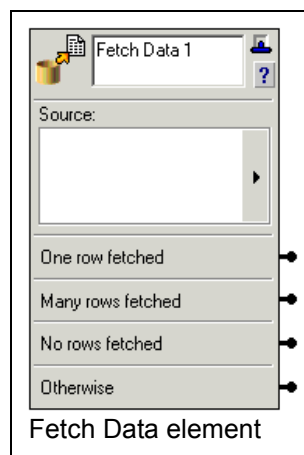 Fetch Data 1
?
Source:
One row fetched
Many rows fetched
No rows fetched
Otherwise
Fetch Data element